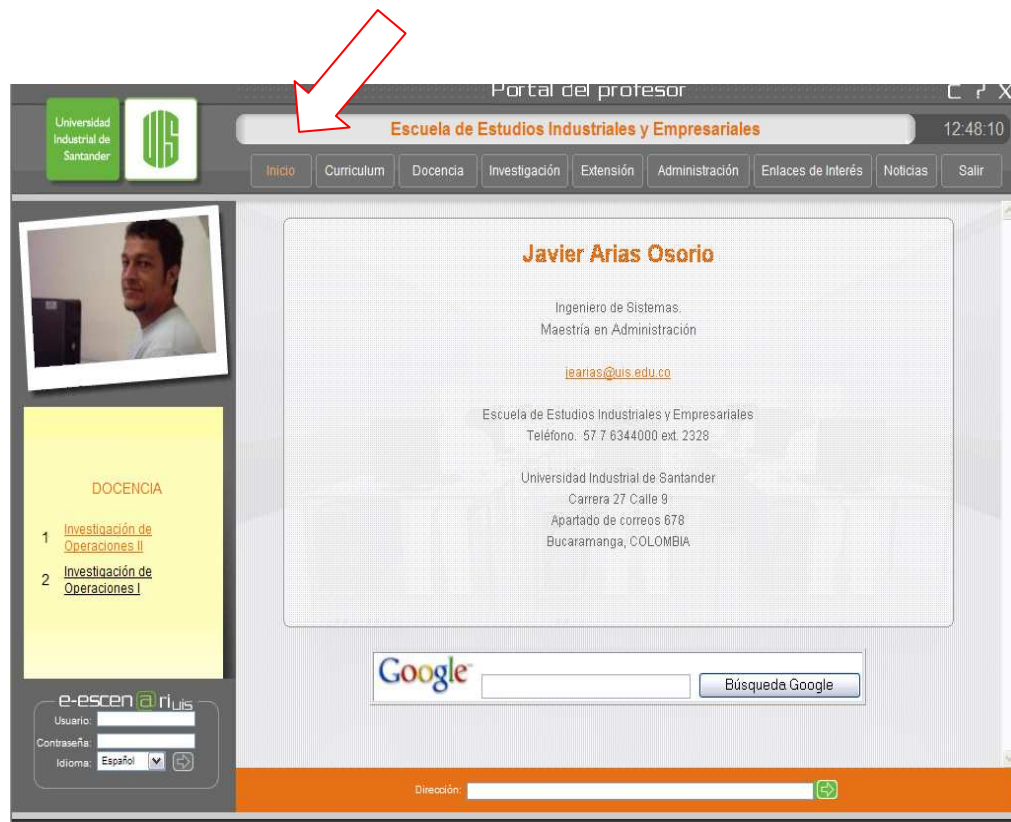 Portal del profesor
C ? X
Universidad
Industrial de
Santander
UIS
Escuela de Estudios Industriales y Empresariales
12:48:10
Inicio
Curriculum
Docencia
Investigación
Extensión
Administración
Enlaces de Interés
Noticias
Salir
Javier Arias Osorio
Ingeniero de Sistemas.
Maestría en Administración
jearias@uis.edu.co
Escuela de Estudios Industriales y Empresariales
Teléfono. 57 7 6344000 ext. 2328
Universidad Industrial de Santander
Carrera 27 Calle 9
Apartado de correos 678
Bucaramanga, COLOMBIA
DOCENCIA
1 Investigación de
Operaciones II
2 Investigación de
Operaciones I
Google
Búsqueda Google
e-escen@riuis
Usuario:
Contraseña:
Idioma: Español
Dirección: